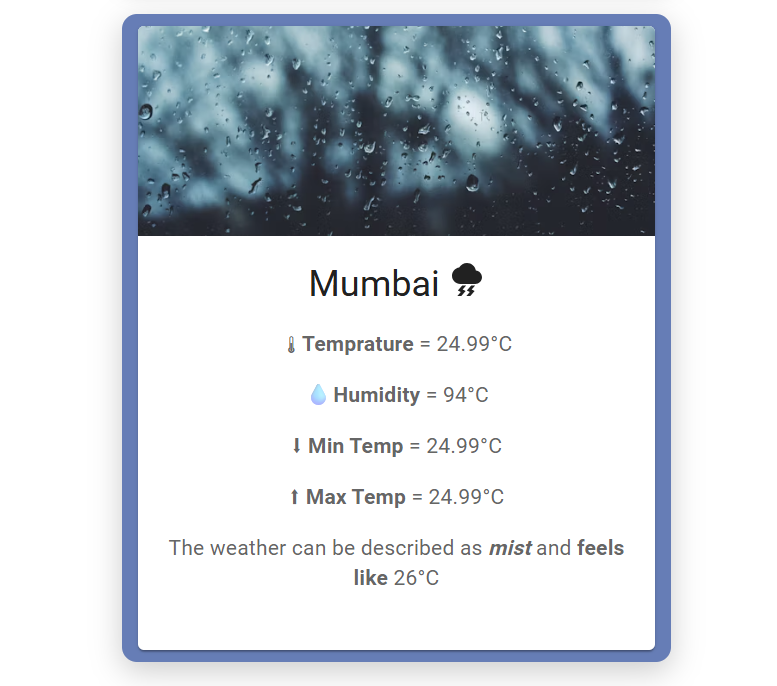 Mumbai
Temprature = 24.99°C
Humidity = 94°C
Min Temp = 24.99°C
Max Temp = 24.99°C
The weather can be described as mist and feels
like 26°C